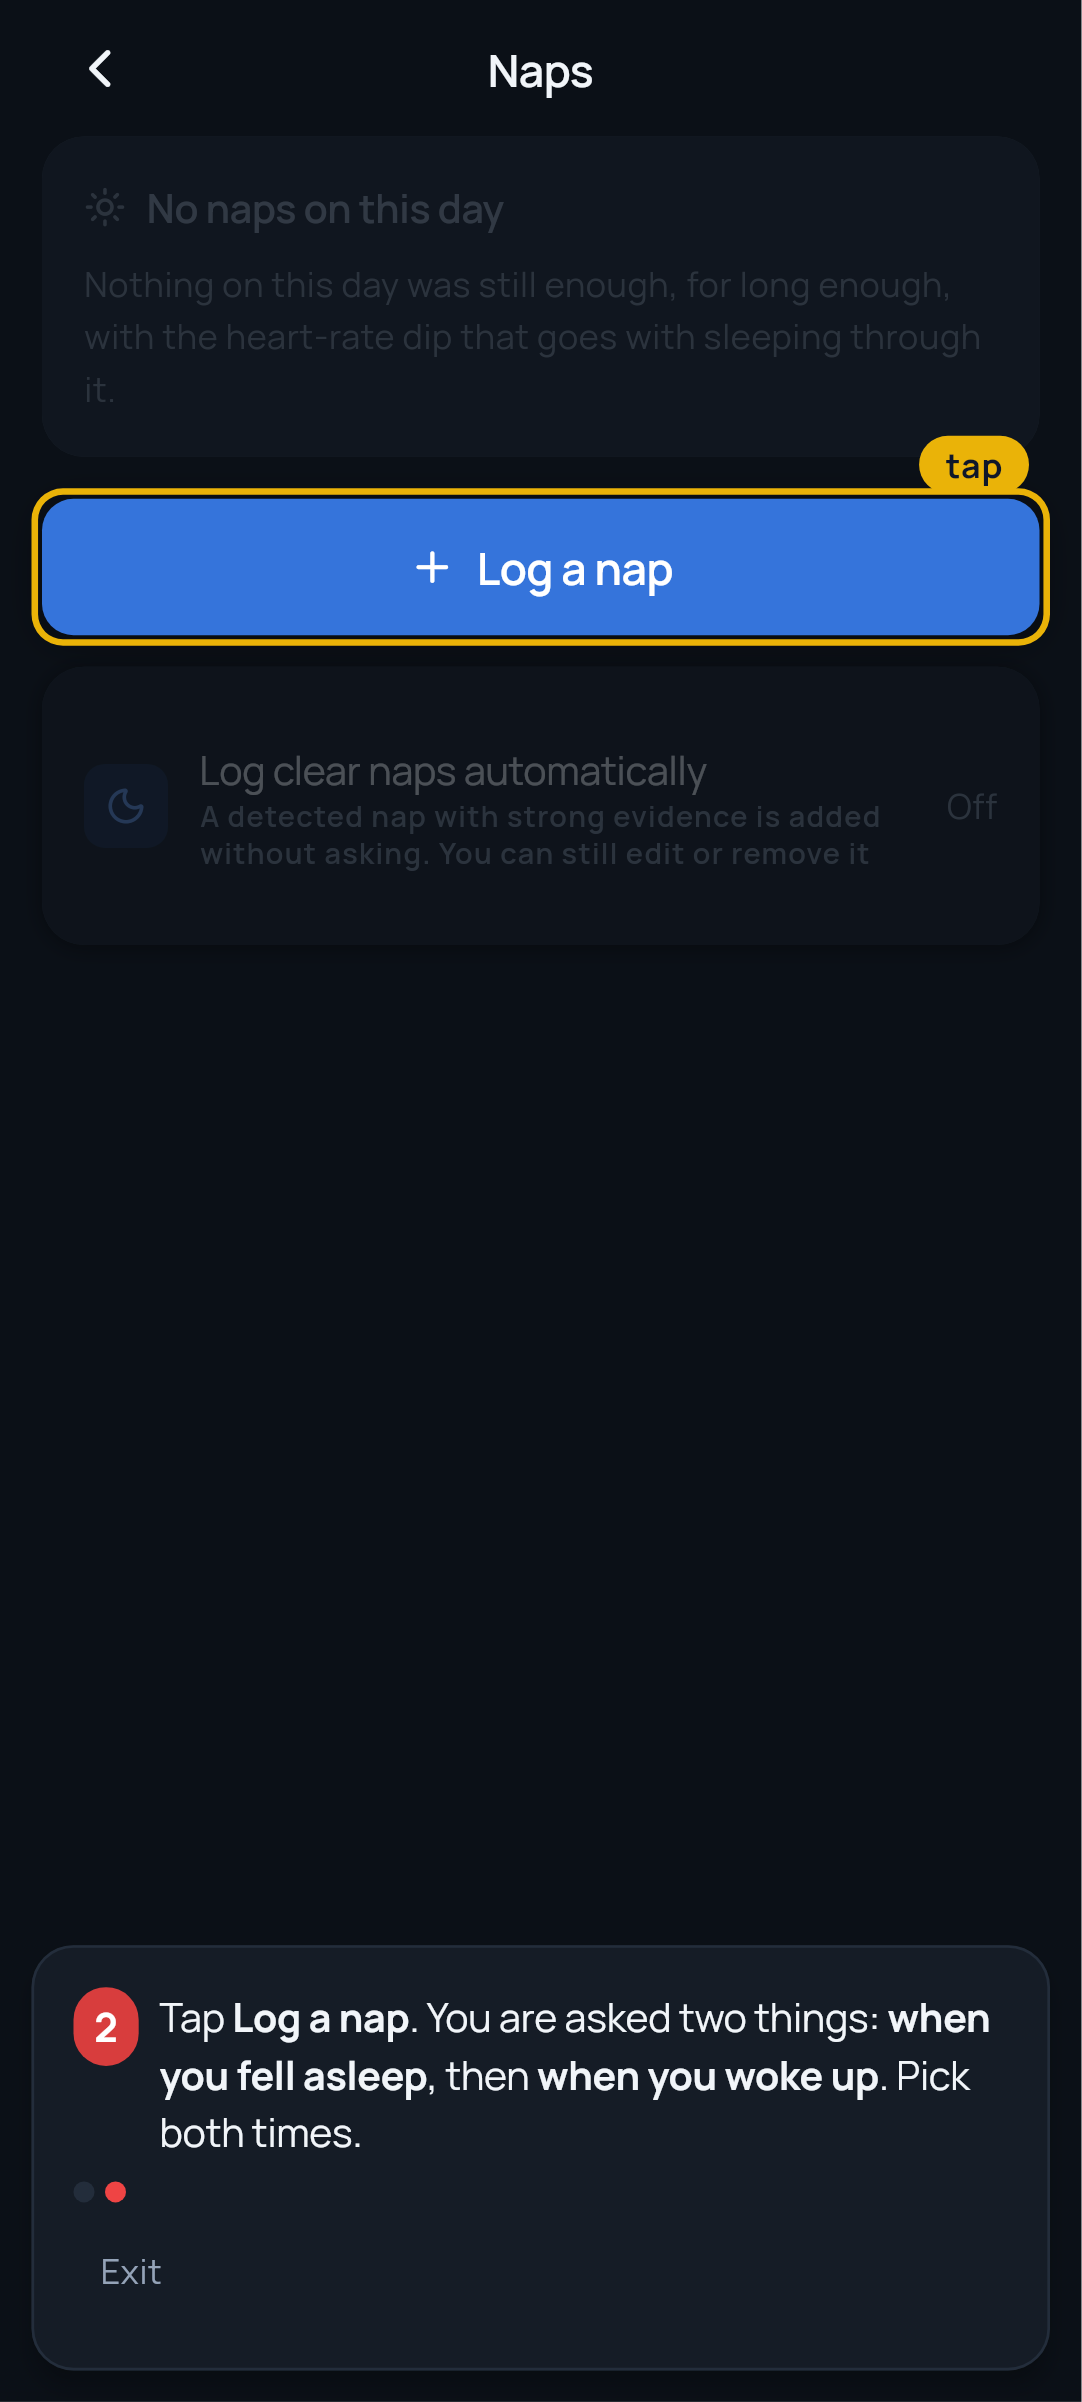 Naps
No naps on this day
Nothing on this day was still enough, for long enough,
with the heart-rate dip that goes with sleeping through
it.
tap
Log a nap
Log clear naps automatically
A detected nap with strong evidence is added
without asking. You can still edit or remove it
Off
2
Tap Log a nap. You are asked two things: when
you fell asleep, then when you woke up. Pick
both times.
Exit